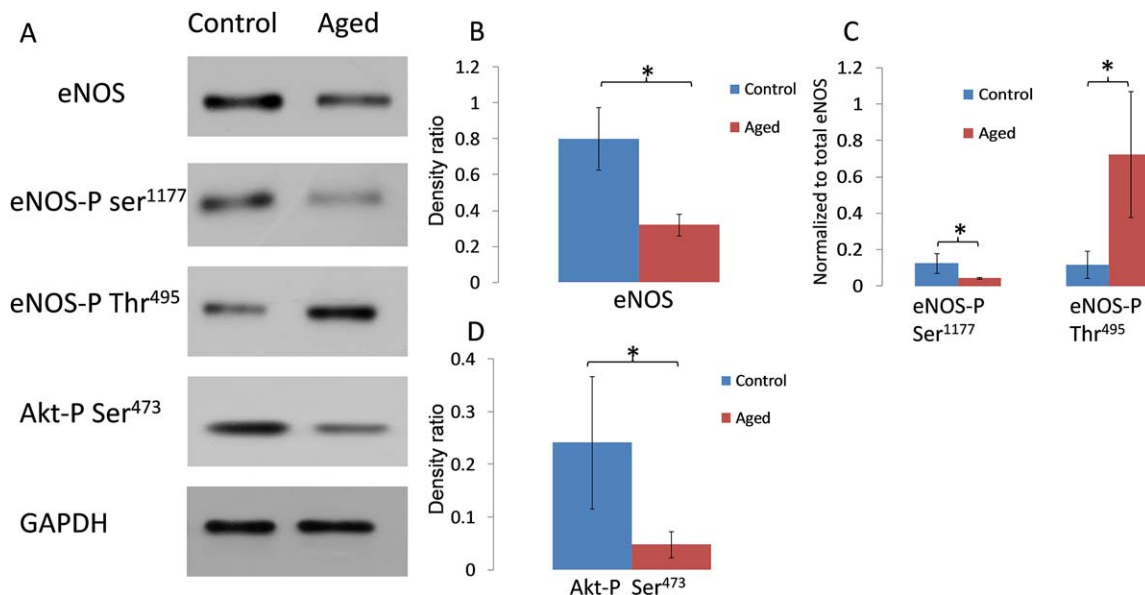 A
Control Aged
eNOS
eNOS-P ser¹¹⁷⁷
eNOS-P Thr⁴⁹⁵
Akt-P Ser⁴⁷³
GAPDH
B
1.2
1
0.8
0.6
0.4
0.2
0
Density ratio
*
Control
Aged
eNOS
C
1.2
1
0.8
0.6
0.4
0.2
0
Normalized to total eNOS
Control
Aged
*
*
eNOS-P
Ser¹¹⁷⁷
eNOS-P
Thr⁴⁹⁵
D
0.4
0.3
0.2
0.1
0
Density ratio
*
Control
Aged
Akt-P Ser⁴⁷³